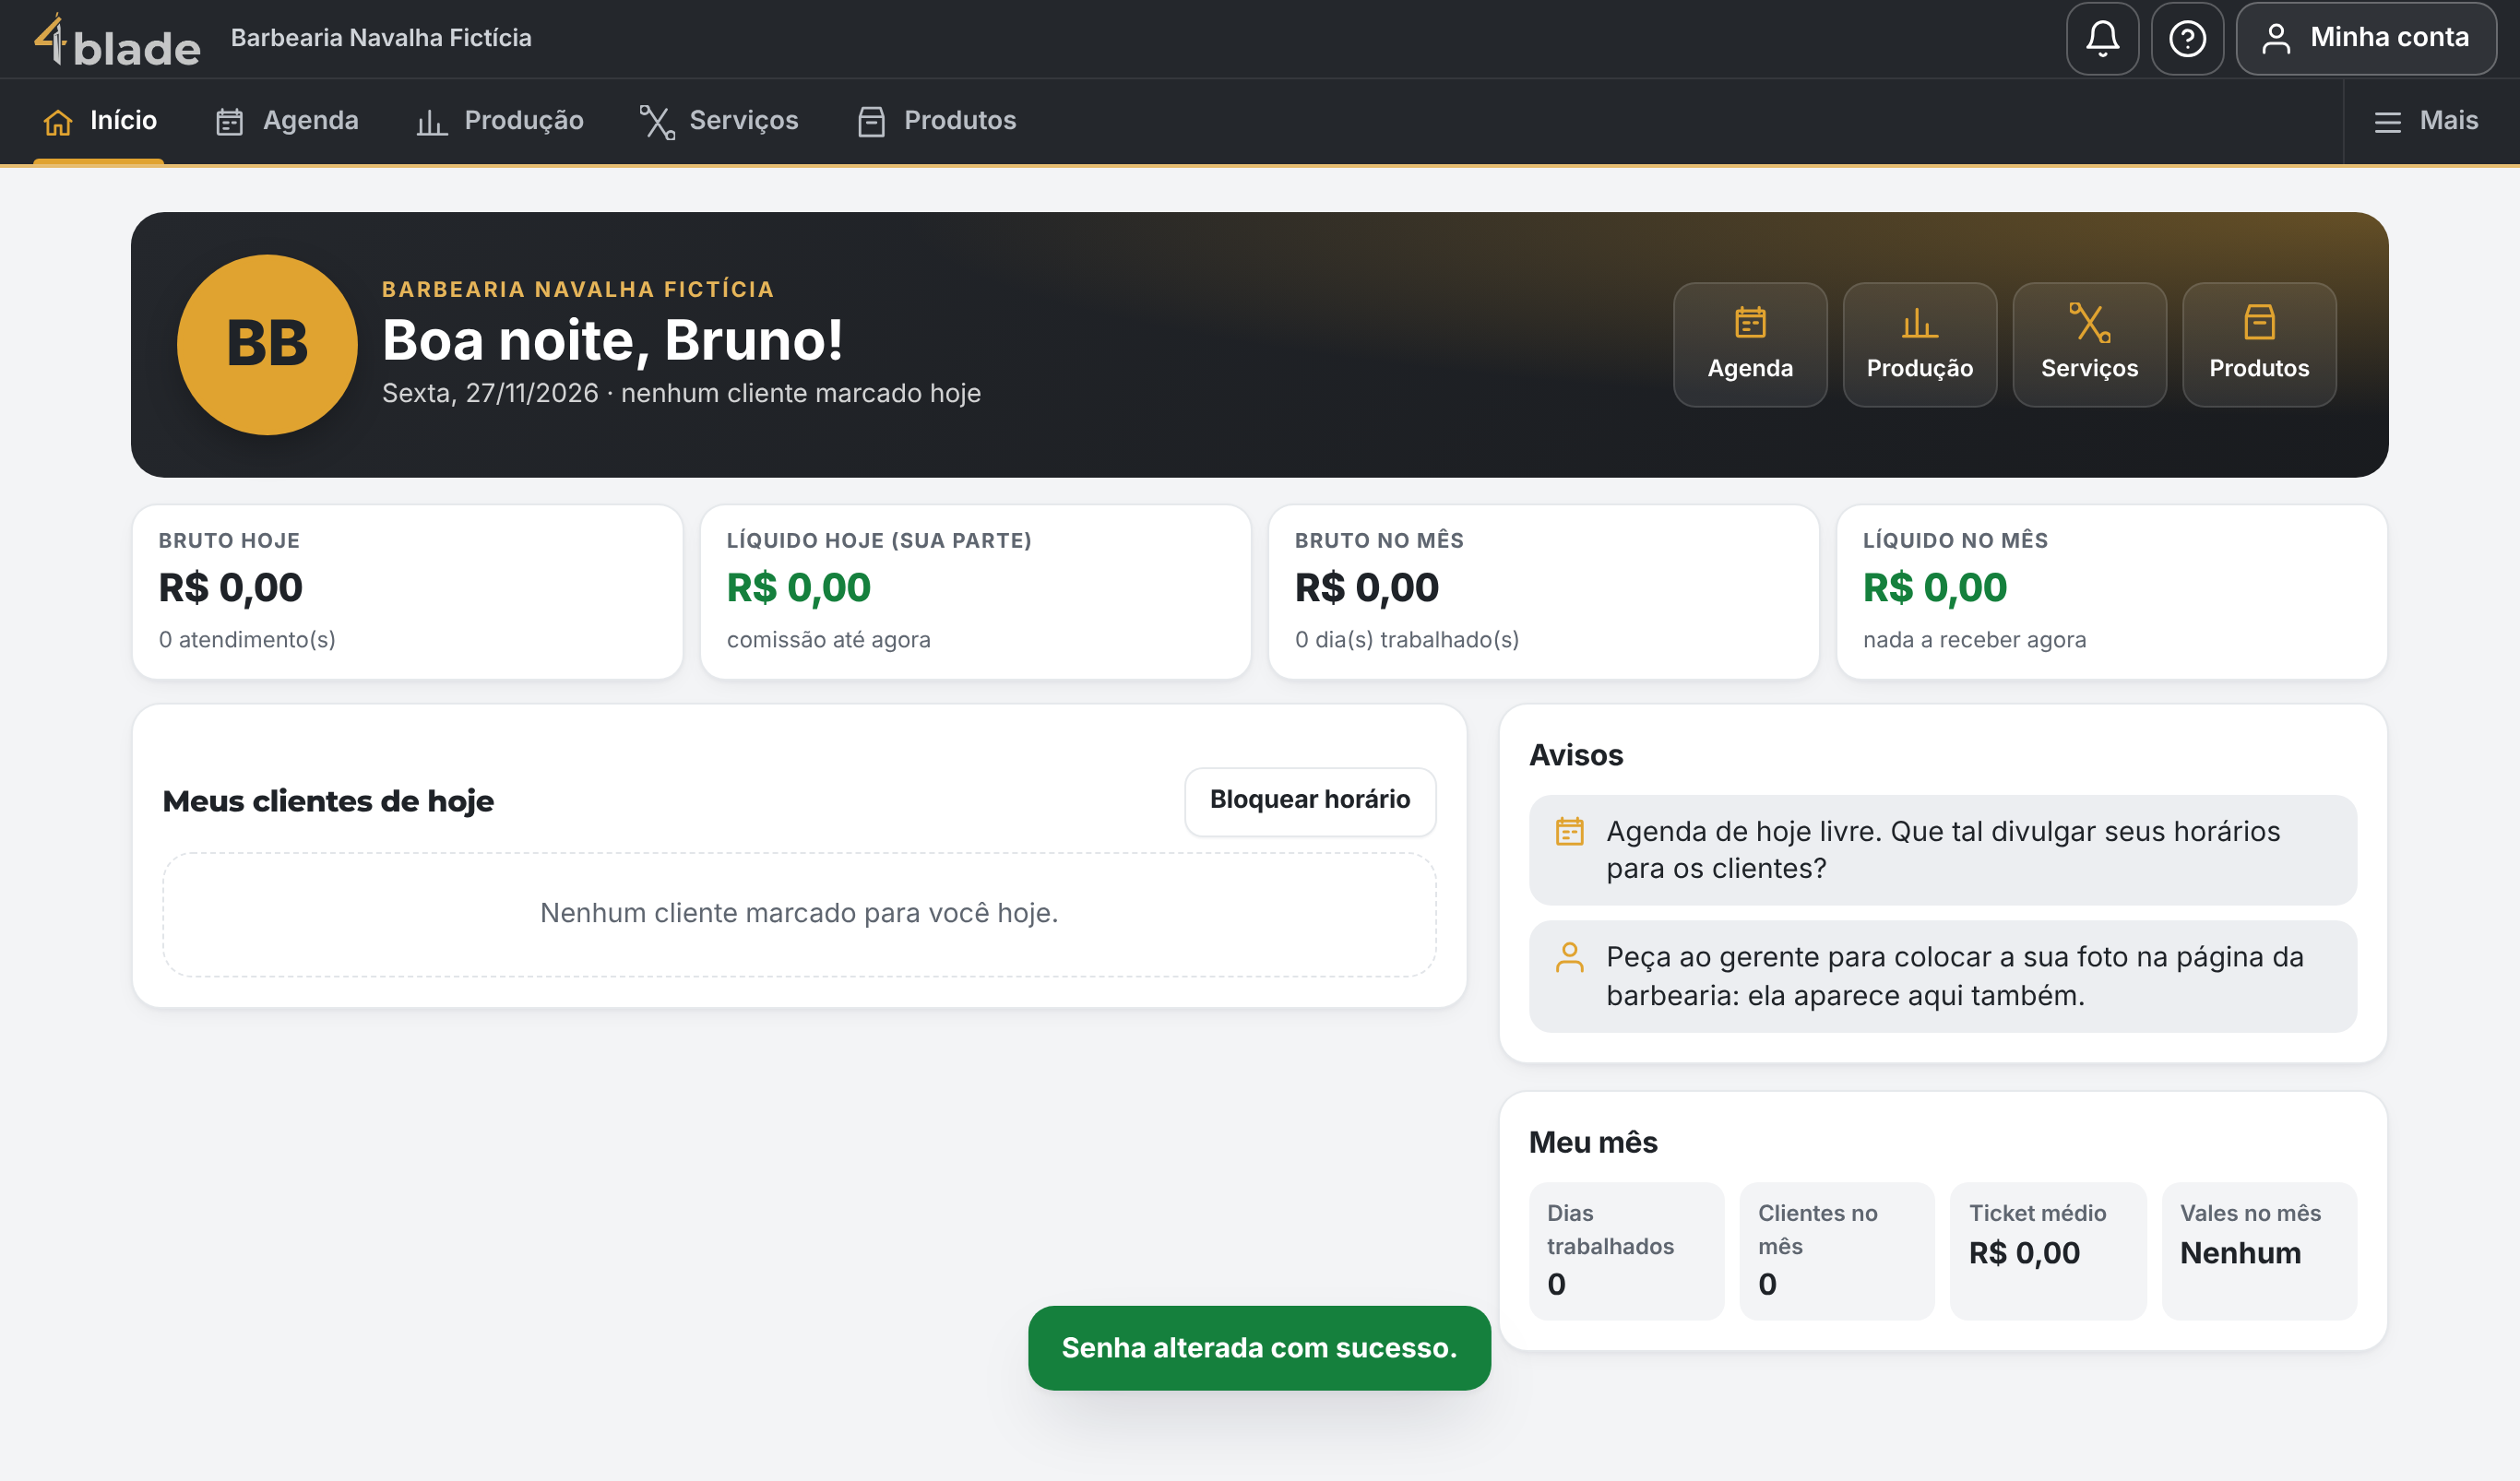 4blade
Barbearia Navalha Fictícia
Minha conta
Início
Agenda
Produção
Serviços
Produtos
Mais
BB
BARBEARIA NAVALHA FICTÍCIA
Boa noite, Bruno!
Sexta, 27/11/2026 · nenhum cliente marcado hoje
Agenda
Produção
Serviços
Produtos
BRUTO HOJE
R$ 0,00
0 atendimento(s)
LÍQUIDO HOJE (SUA PARTE)
R$ 0,00
comissão até agora
BRUTO NO MÊS
R$ 0,00
0 dia(s) trabalhado(s)
LÍQUIDO NO MÊS
R$ 0,00
nada a receber agora
Meus clientes de hoje
Bloquear horário
Nenhum cliente marcado para você hoje.
Avisos
Agenda de hoje livre. Que tal divulgar seus horários
para os clientes?
Peça ao gerente para colocar a sua foto na página da
barbearia: ela aparece aqui também.
Meu mês
Dias
trabalhados
0
Clientes no
mês
0
Ticket médio
R$ 0,00
Vales no mês
Nenhum
Senha alterada com sucesso.